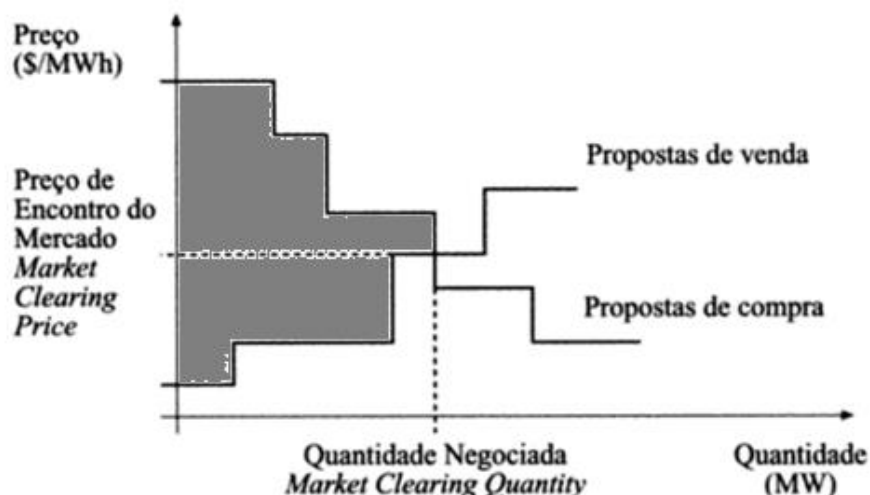 Preço
($/MWh)
Propostas de venda
Preço de
Encontro do
Mercado
Market
Clearing
Price
Propostas de compra
Quantidade Negociada
Market Clearing Quantity
Quantidade
(MW)